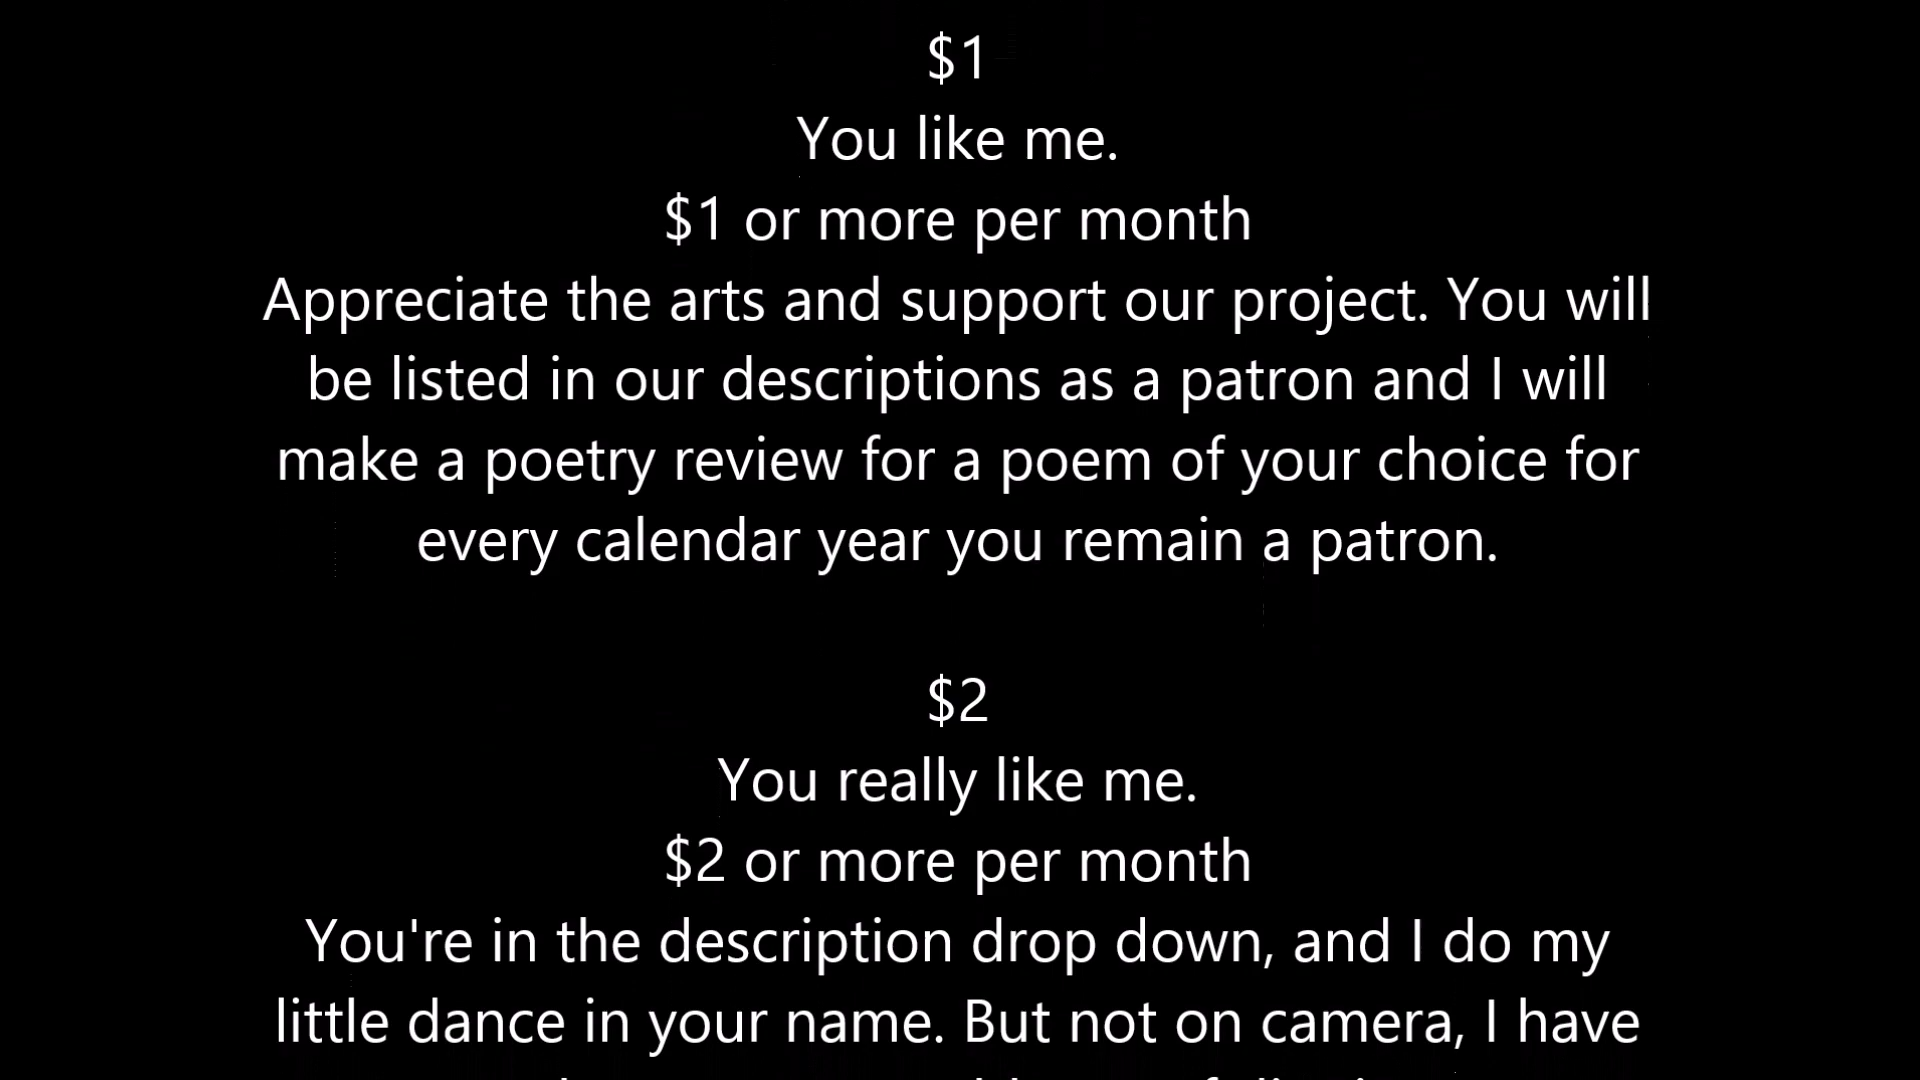 $1
You like me.
$1 or more per month
Appreciate the arts and support our project. You will
be listed in our descriptions as a patron and I will
make a poetry review for a poem of your choice for
every calendar year you remain a patron.
$2
You really like me.
$2 or more per month
You're in the description drop down, and I do my
little dance in your name. But not on camera, I have